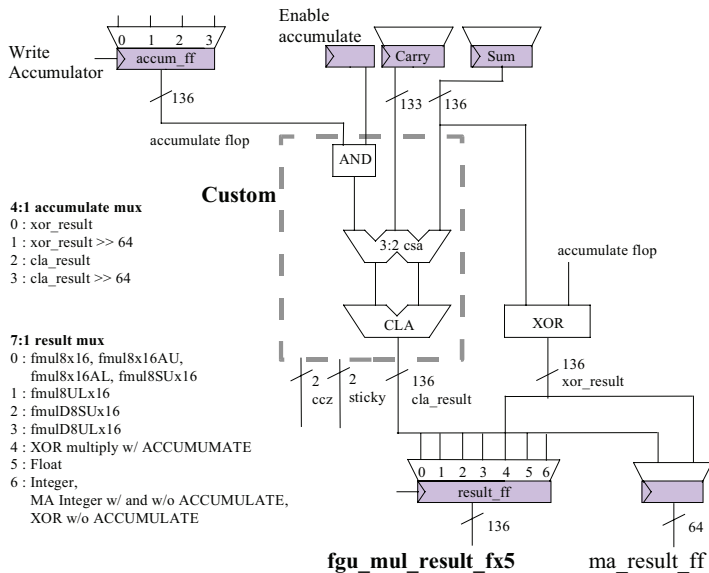 Enable
accumulate
0 1 2 3
Write
Accumulator
accum_ff
Carry
Sum
136
133
136
accumulate flop
AND
Custom
4:1 accumulate mux
0 : xor_result
1 : xor_result >> 64
2 : cla_result
3 : cla_result >> 64
3:2 csa
accumulate flop
CLA
XOR
7:1 result mux
0 : fmul8x16, fmul8x16AU,
fmul8x16AL, fmul8SUx16
1 : fmul8ULx16
2 : fmulD8SUx16
3 : fmulD8ULx16
4 : XOR multiply w/ ACCUMUMATE
5 : Float
6 : Integer,
MA Integer w/ and w/o ACCUMULATE,
XOR w/o ACCUMULATE
2
ccz
2
sticky
136
cla_result
136
xor_result
0 1 2 3 4 5 6
result_ff
136
64
fgu_mul_result_fx5
ma_result_ff